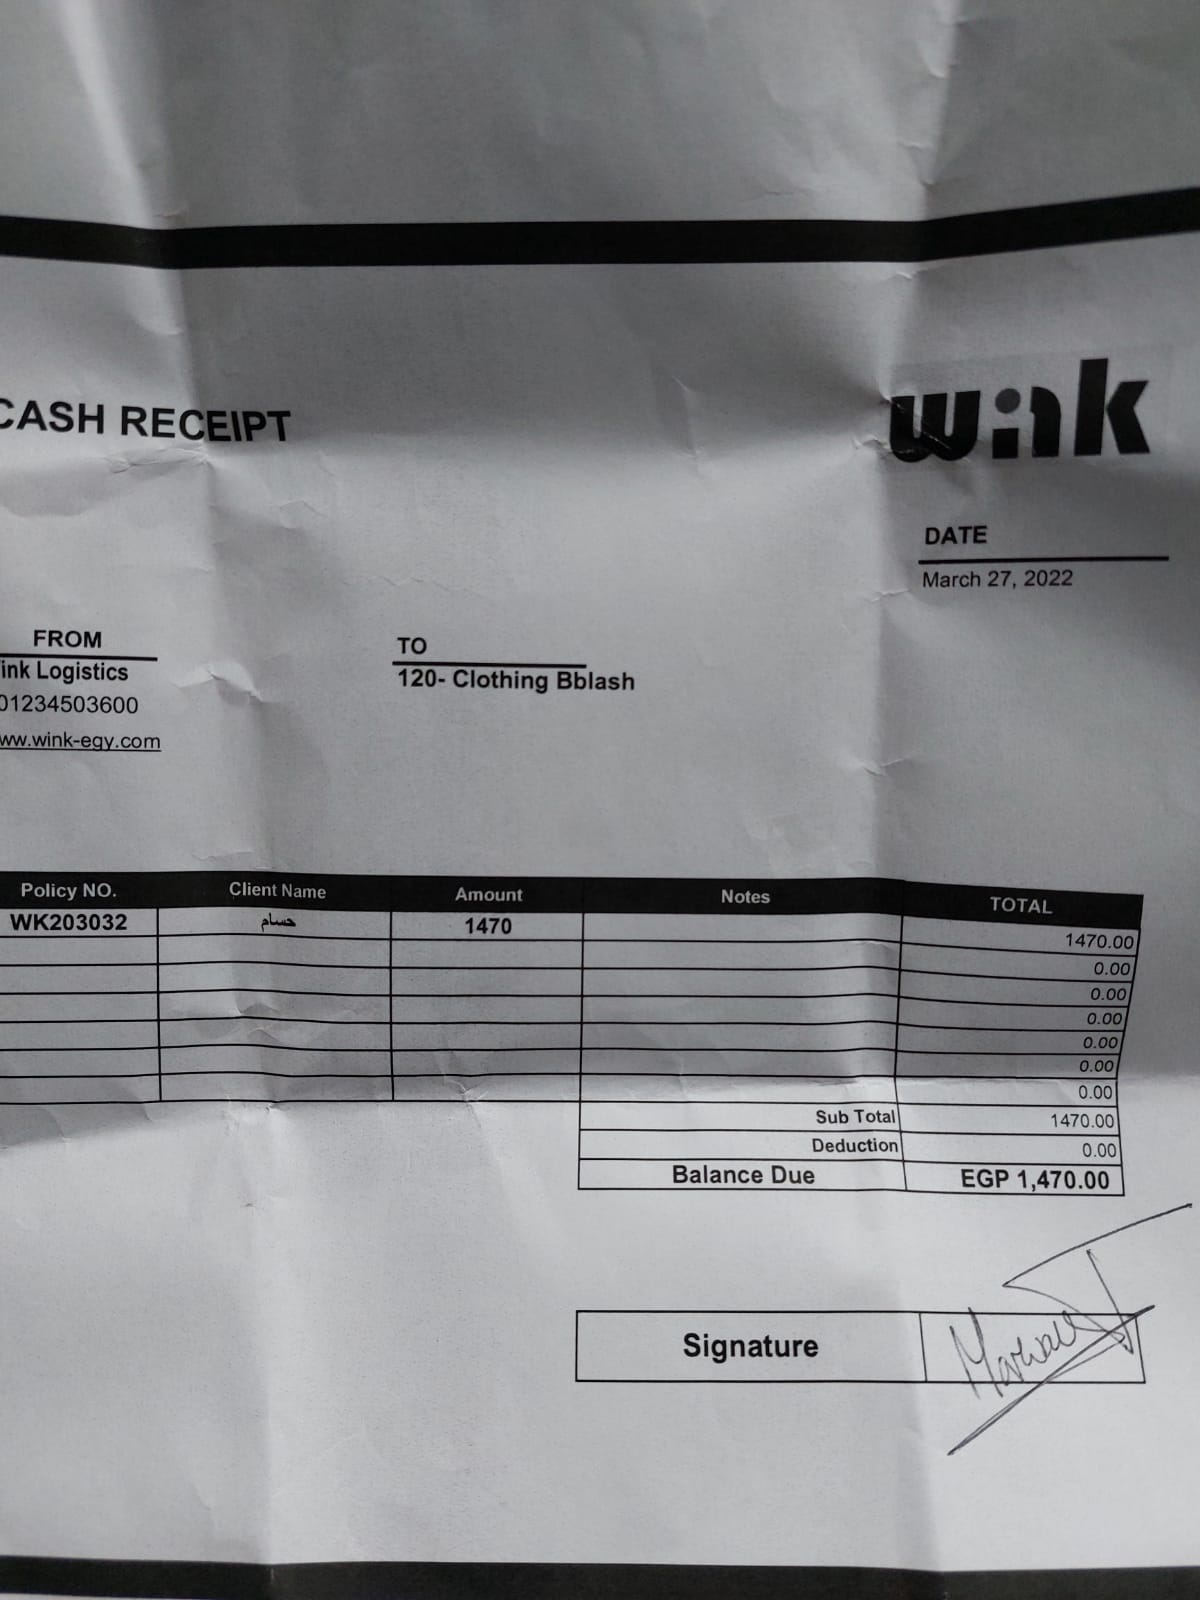 CASH RECEIPT
wink
DATE
March 27, 2022
FROM
ink Logistics
01234503600
ww.wink-egy.com
TO
120- Clothing Bblash
Policy NO. Client Name Amount Notes TOTAL
WK203032 حسام 1470 1470.00
0.00
0.00
0.00
0.00
0.00
0.00
Sub Total 1470.00
Deduction 0.00
Balance Due EGP 1,470.00
Signature